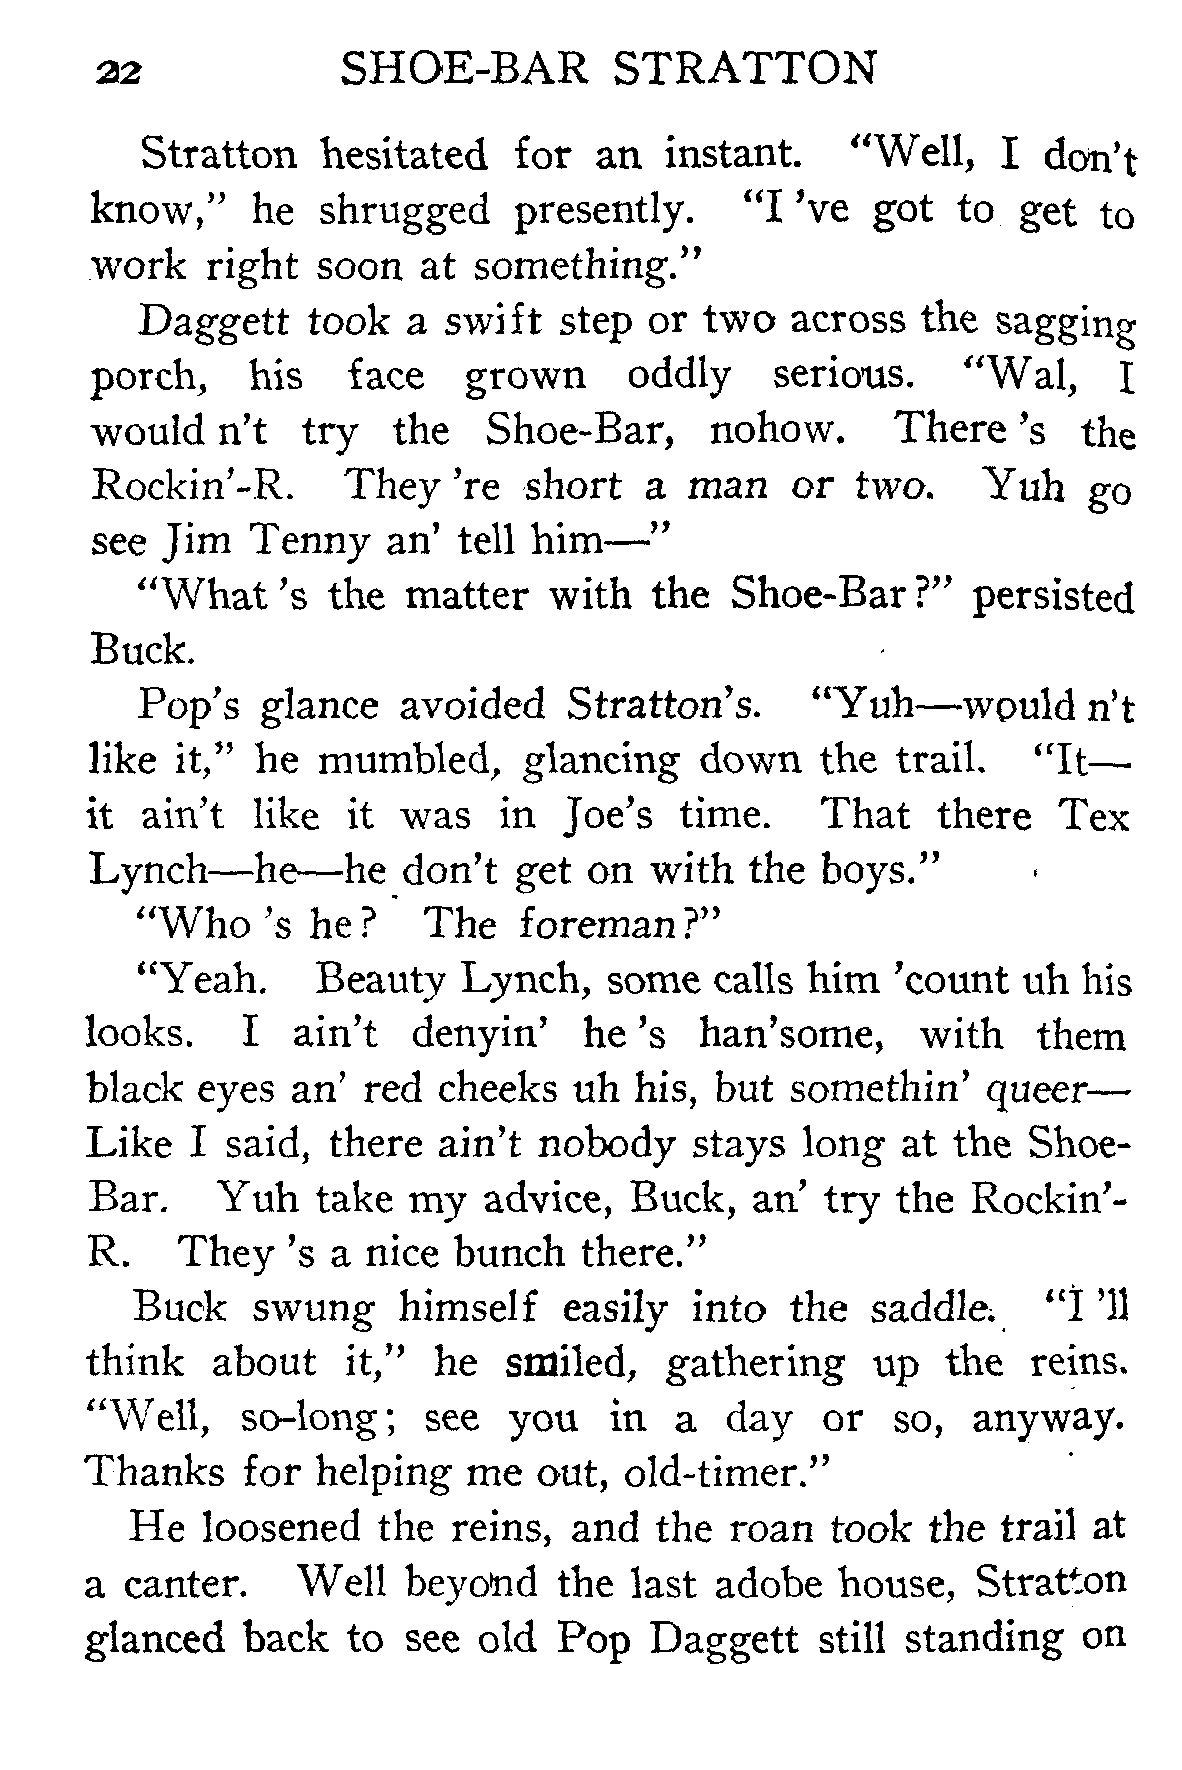 22 SHOE-BAR STRATTON
Stratton hesitated for an instant. “Well, I don’t
know,” he shrugged presently. “I ’ve got to get to
work right soon at something.”
Daggett took a swift step or two across the sagging
porch, his face grown oddly serious. “Wal, I
would n’t try the Shoe-Bar, nohow. There ’s the
Rockin’-R. They ’re short a man or two. Yuh go
see Jim Tenny an’ tell him—”
“What ’s the matter with the Shoe-Bar?” persisted
Buck.
Pop’s glance avoided Stratton’s. “Yuh—would n’t
like it,” he mumbled, glancing down the trail. “It—
it ain’t like it was in Joe’s time. That there Tex
Lynch—he—he don’t get on with the boys.”
“Who ’s he? The foreman?”
“Yeah. Beauty Lynch, some calls him ’count uh his
looks. I ain’t denyin’ he ’s han’some, with them
black eyes an’ red cheeks uh his, but somethin’ queer—
Like I said, there ain’t nobody stays long at the Shoe-
Bar. Yuh take my advice, Buck, an’ try the Rockin’-
R. They ’s a nice bunch there.”
Buck swung himself easily into the saddle. “I ’ll
think about it,” he smiled, gathering up the reins.
“Well, so-long; see you in a day or so, anyway.
Thanks for helping me out, old-timer.”
He loosened the reins, and the roan took the trail at
a canter. Well beyond the last adobe house, Stratton
glanced back to see old Pop Daggett still standing on